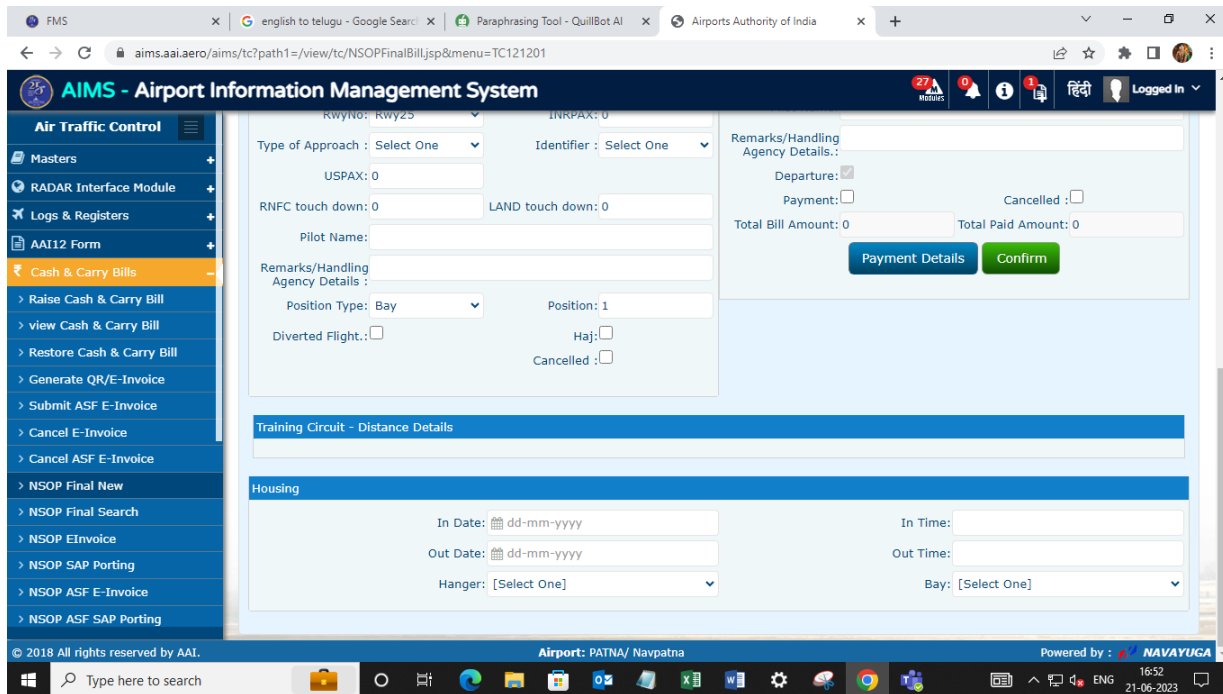 FMS
english to telugu - Google Searc
Paraphrasing Tool - QuillBot AI
Airports Authority of India
aims.aai.aero/aims/tc?path1=/view/tc/NSOPFinalBill.jsp&menu=TC121201
AIMS - Airport Information Management System
27 Modules 0 1 हिंदी Logged In
Air Traffic Control
Masters
RADAR Interface Module
Logs & Registers
AAI12 Form
₹ Cash & Carry Bills
> Raise Cash & Carry Bill
> view Cash & Carry Bill
> Restore Cash & Carry Bill
> Generate QR/E-Invoice
> Submit ASF E-Invoice
> Cancel E-Invoice
> Cancel ASF E-Invoice
> NSOP Final New
> NSOP Final Search
> NSOP EInvoice
> NSOP SAP Porting
> NSOP ASF E-Invoice
> NSOP ASF SAP Porting
RwyNo: Rwy25 INRPAX: 0
Type of Approach : Select One Identifier : Select One
USPAX: 0
RNFC touch down: 0 LAND touch down: 0
Pilot Name:
Remarks/Handling
Agency Details :
Position Type: Bay Position: 1
Diverted Flight.: Haj:
Cancelled :
Remarks/Handling
Agency Details.:
Departure:
Payment: Cancelled :
Total Bill Amount: 0 Total Paid Amount: 0
Payment Details Confirm
Training Circuit - Distance Details
Housing
In Date: dd-mm-yyyy In Time:
Out Date: dd-mm-yyyy Out Time:
Hanger: [Select One] Bay: [Select One]
© 2018 All rights reserved by AAI. Airport: PATNA/ Navpatna Powered by : NAVAYUGA
Type here to search
ENG
16:52
21-06-2023